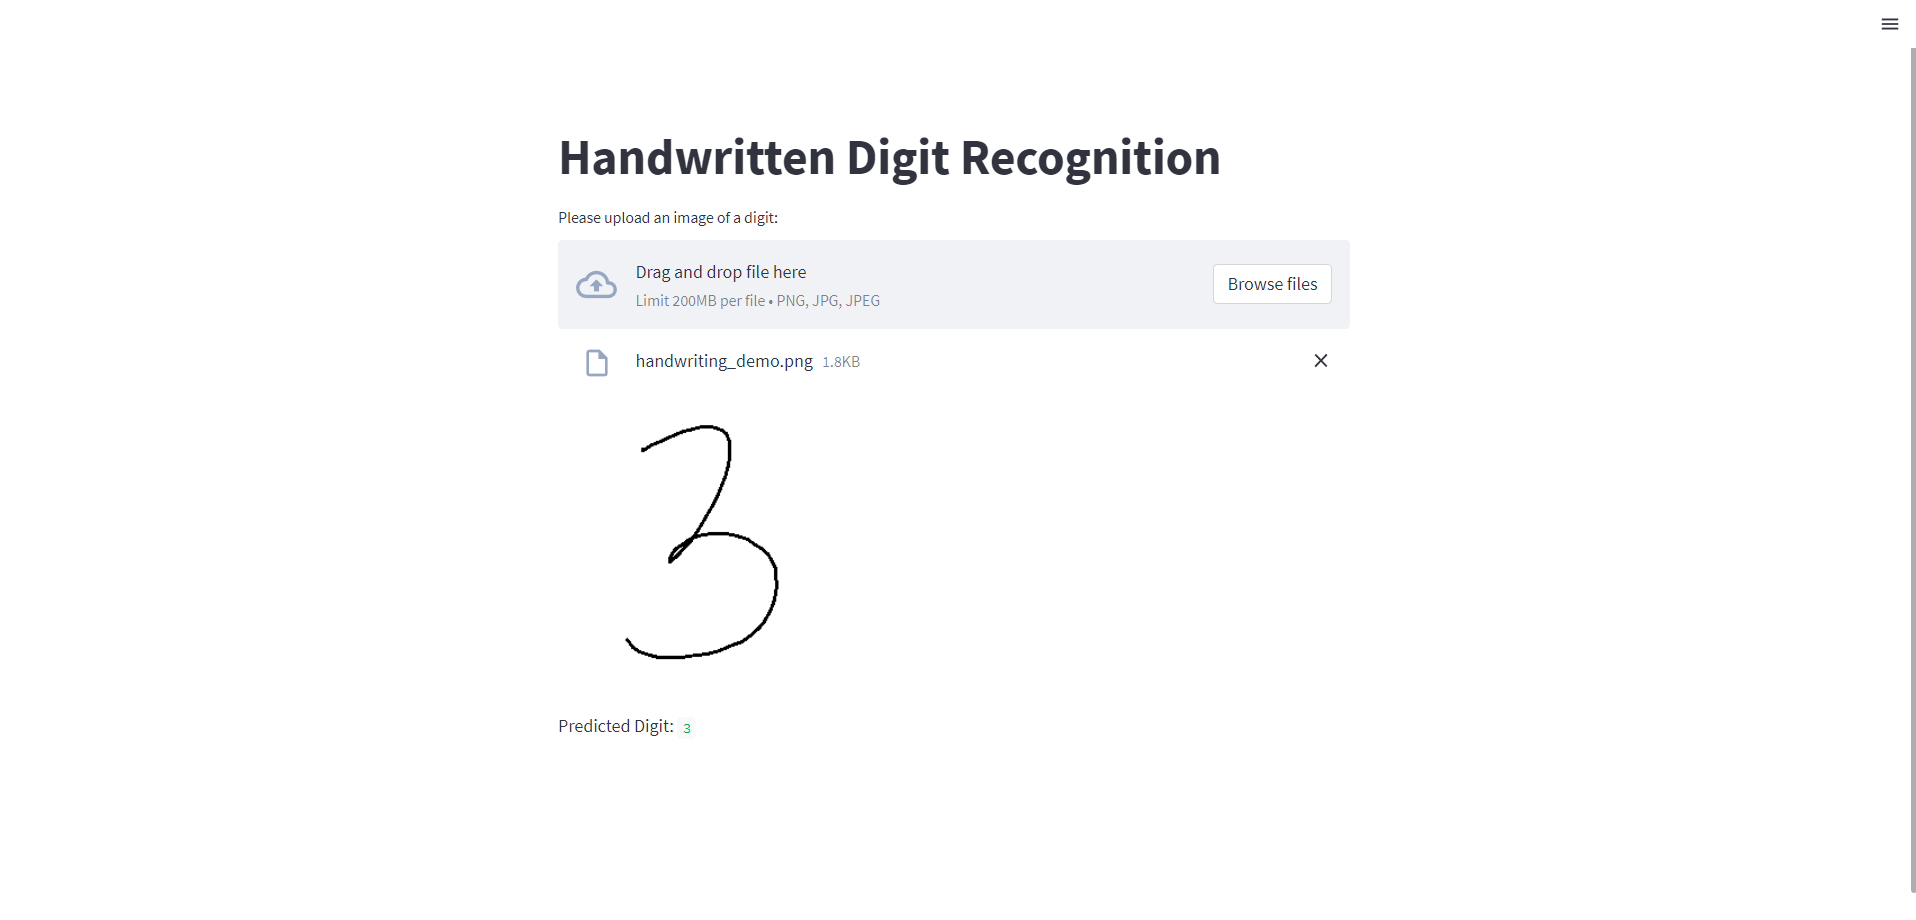 Handwritten Digit Recognition
Please upload an image of a digit:
Drag and drop file here
Limit 200MB per file • PNG, JPG, JPEG
Browse files
handwriting_demo.png 1.8KB
3
Predicted Digit: 3